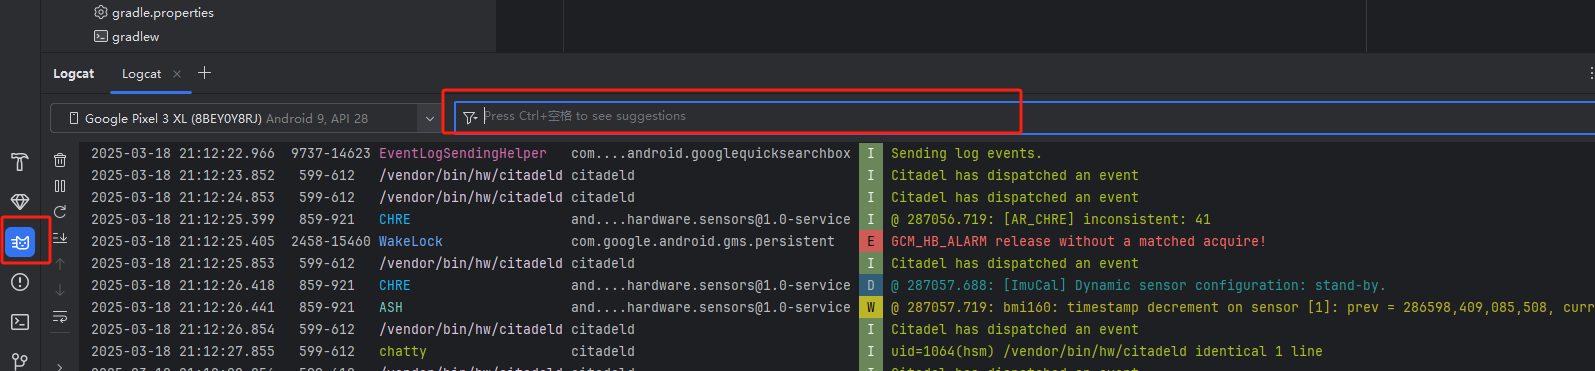 gradle.properties
gradlew
Logcat Logcat × +
Google Pixel 3 XL (8BEY0Y8RJ) Android 9, API 28 Press Ctrl+空格 to see suggestions
2025-03-18 21:12:22.966 9737-14623 EventLogSendingHelper com....android.googlequicksearchbox I Sending log events.
2025-03-18 21:12:23.852 599-612 /vendor/bin/hw/citadeld citadeld I Citadel has dispatched an event
2025-03-18 21:12:24.853 599-612 /vendor/bin/hw/citadeld citadeld I Citadel has dispatched an event
2025-03-18 21:12:25.399 859-921 CHRE and....hardware.sensors@1.0-service I @ 287056.719: [AR_CHRE] inconsistent: 41
2025-03-18 21:12:25.405 2458-15460 WakeLock com.google.android.gms.persistent E GCM_HB_ALARM release without a matched acquire!
2025-03-18 21:12:25.853 599-612 /vendor/bin/hw/citadeld citadeld I Citadel has dispatched an event
2025-03-18 21:12:26.418 859-921 CHRE and....hardware.sensors@1.0-service D @ 287057.688: [ImuCal] Dynamic sensor configuration: stand-by.
2025-03-18 21:12:26.441 859-921 ASH and....hardware.sensors@1.0-service W @ 287057.719: bmi160: timestamp decrement on sensor [1]: prev = 286598,409,085,508, curr
2025-03-18 21:12:26.854 599-612 /vendor/bin/hw/citadeld citadeld I Citadel has dispatched an event
2025-03-18 21:12:27.855 599-612 chatty citadeld I uid=1064(hsm) /vendor/bin/hw/citadeld identical 1 line